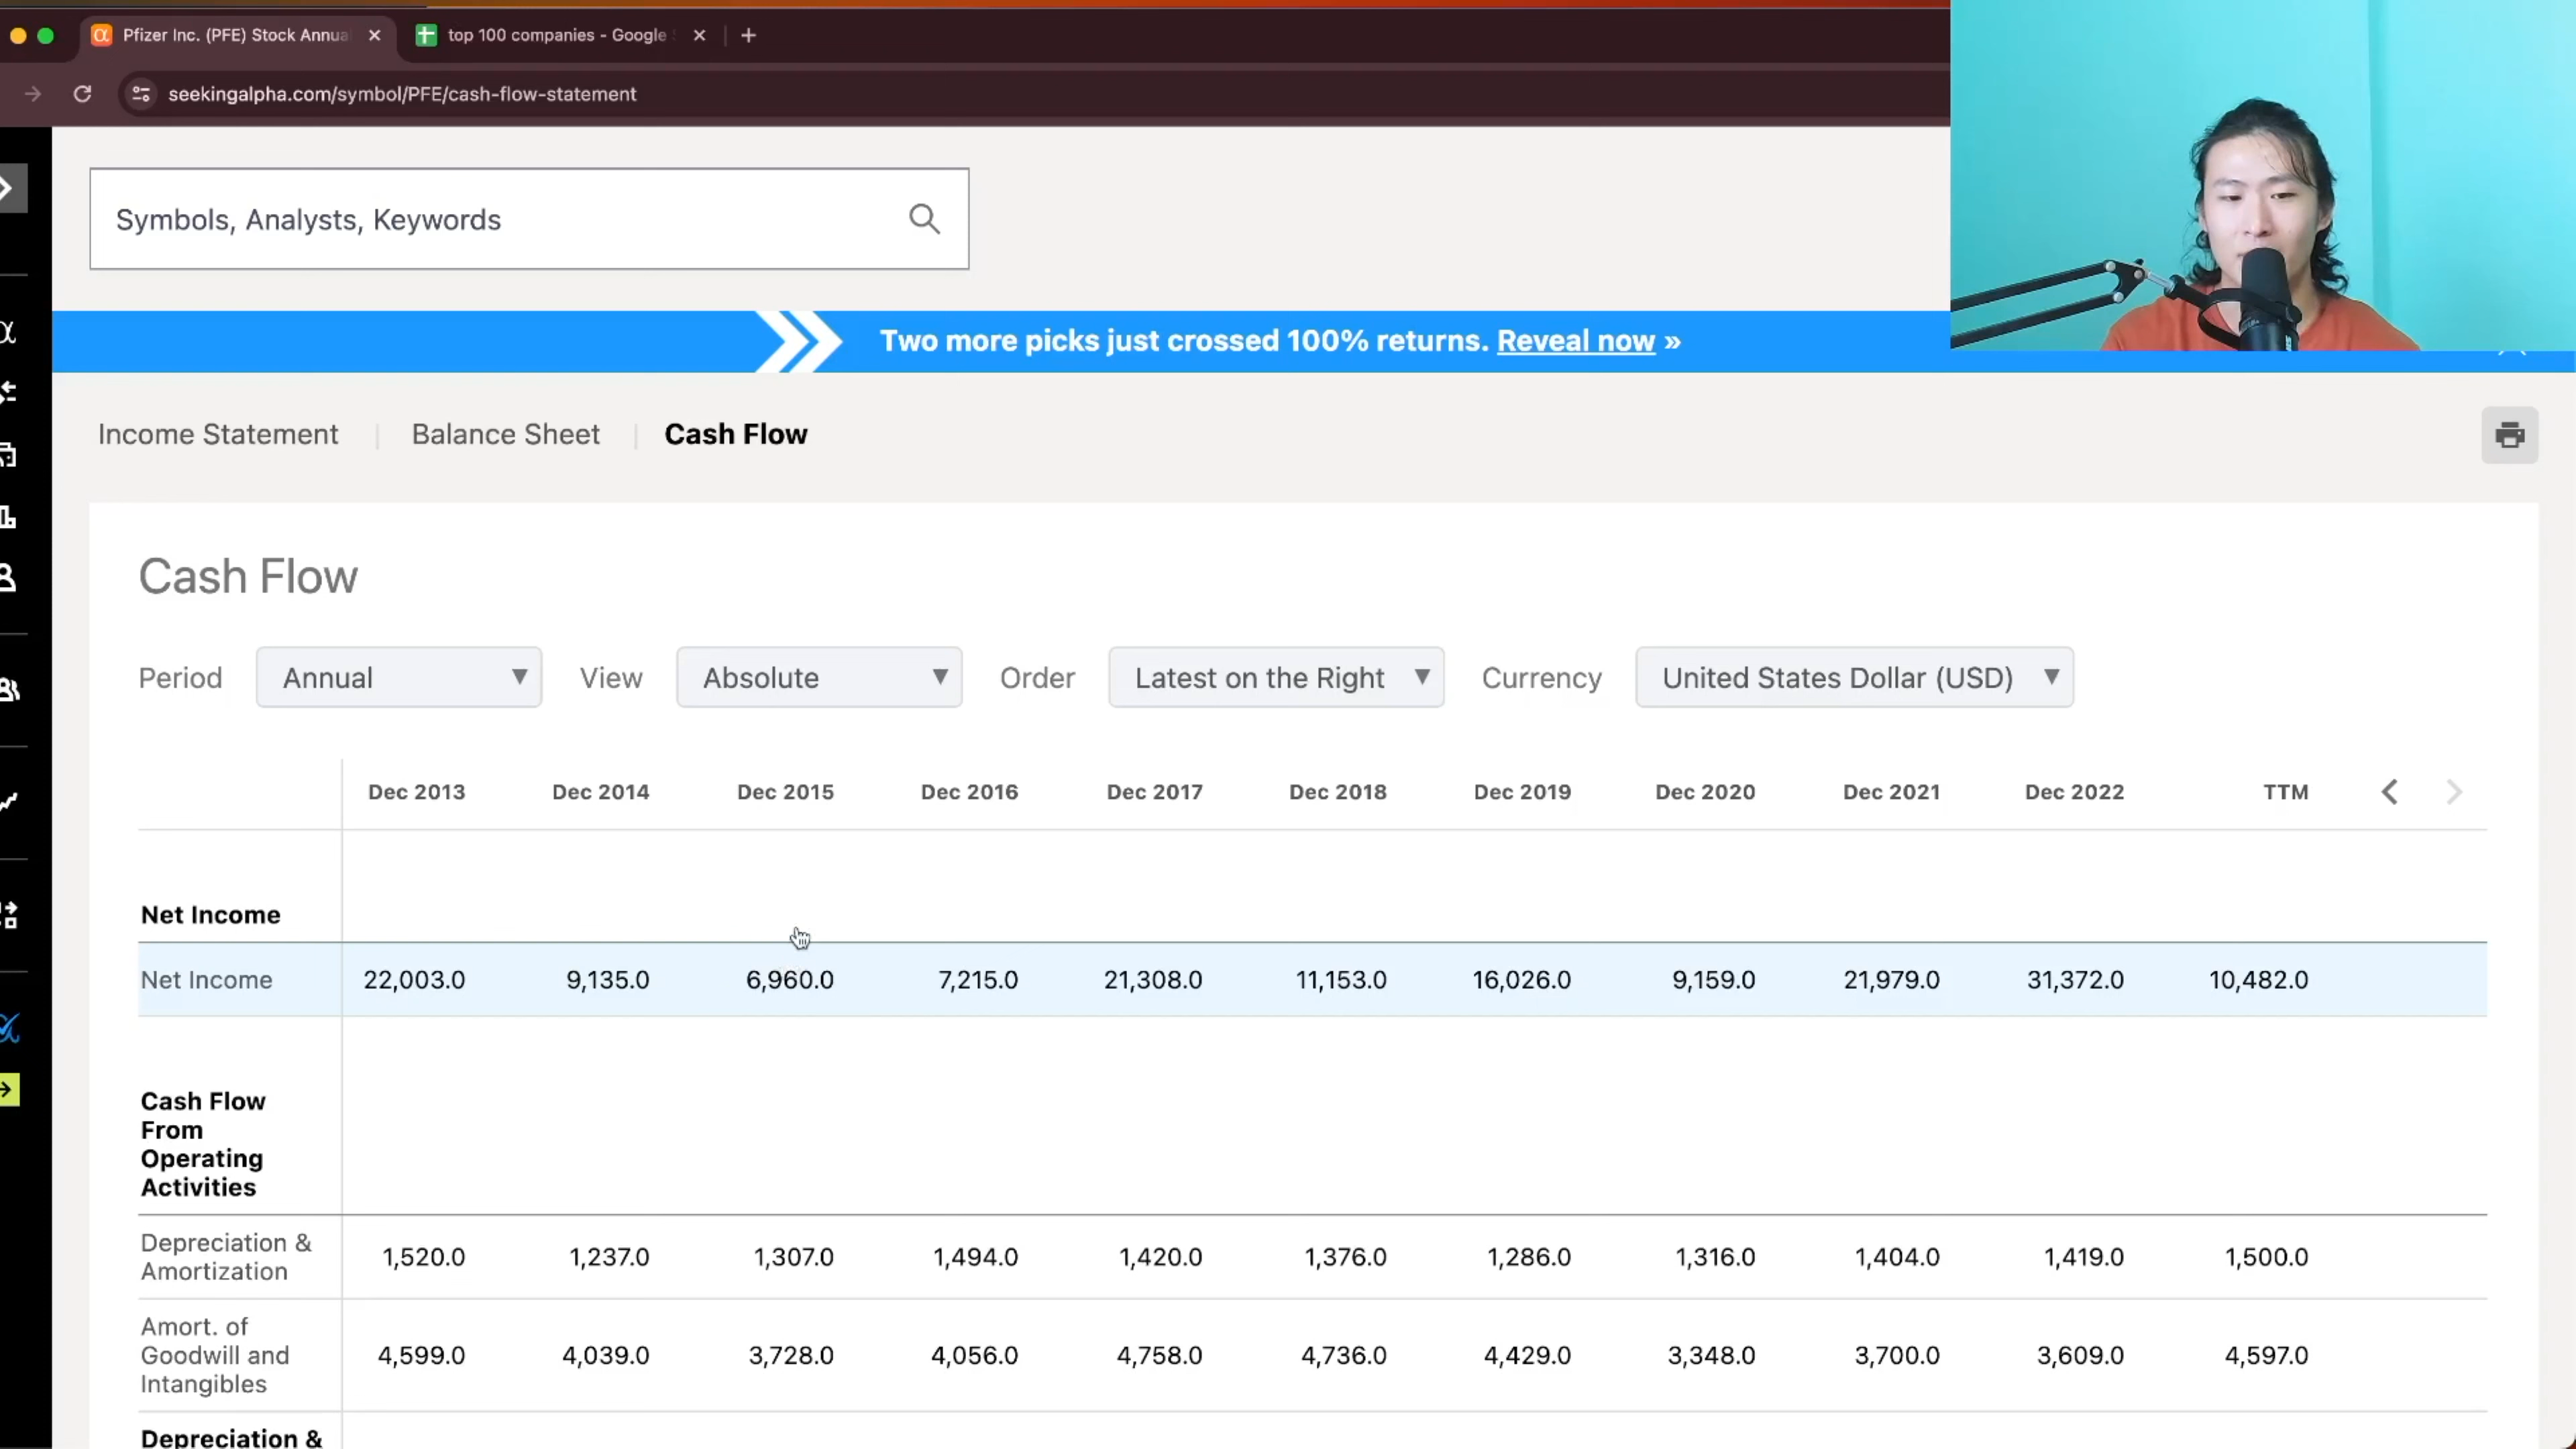 Pfizer Inc. (PFE) Stock Annua
top 100 companies - Google
seekingalpha.com/symbol/PFE/cash-flow-statement
Symbols, Analysts, Keywords
Two more picks just crossed 100% returns. Reveal now »
Income Statement | Balance Sheet | Cash Flow
Cash Flow
Period Annual View Absolute Order Latest on the Right Currency United States Dollar (USD)
Dec 2013 Dec 2014 Dec 2015 Dec 2016 Dec 2017 Dec 2018 Dec 2019 Dec 2020 Dec 2021 Dec 2022 TTM
Net Income
Net Income 22,003.0 9,135.0 6,960.0 7,215.0 21,308.0 11,153.0 16,026.0 9,159.0 21,979.0 31,372.0 10,482.0
Cash Flow
From
Operating
Activities
Depreciation &
Amortization 1,520.0 1,237.0 1,307.0 1,494.0 1,420.0 1,376.0 1,286.0 1,316.0 1,404.0 1,419.0 1,500.0
Amort. of
Goodwill and
Intangibles 4,599.0 4,039.0 3,728.0 4,056.0 4,758.0 4,736.0 4,429.0 3,348.0 3,700.0 3,609.0 4,597.0
Depreciation &